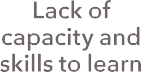 Lack of
capacity and
skills to learn